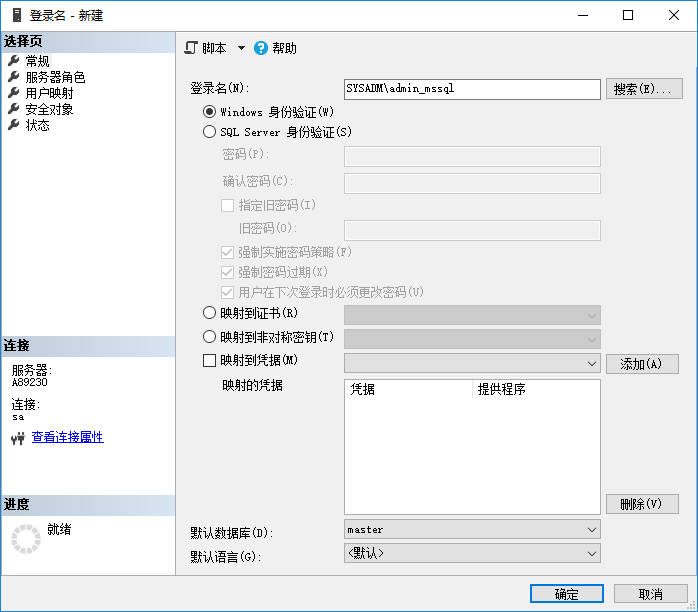 登录名 - 新建
选择页
常规
服务器角色
用户映射
安全对象
状态
连接
服务器:
A89230
连接:
sa
查看连接属性
进度
就绪
脚本 帮助
登录名(N): SYSADM\admin_mssql 搜索(E)...
Windows 身份验证(W)
SQL Server 身份验证(S)
密码(P):
确认密码(C):
指定旧密码(I)
旧密码(O):
强制实施密码策略(F)
强制密码过期(X)
用户在下次登录时必须更改密码(U)
映射到证书(R)
映射到非对称密钥(T)
映射到凭据(M) 添加(A)
映射的凭据 凭据 提供程序
删除(V)
默认数据库(D): master
默认语言(G): <默认>
确定 取消